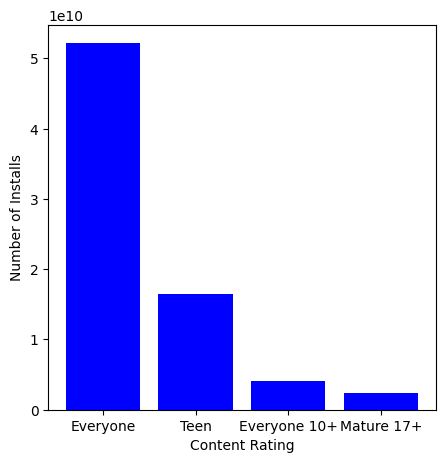 1e10
5
4
3
2
1
0
Number of Installs
Everyone Teen Everyone 10+ Mature 17+
Content Rating